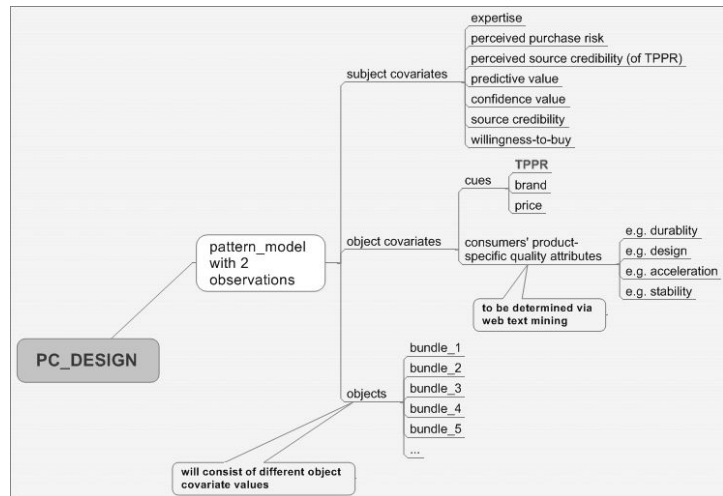 expertise
perceived purchase risk
perceived source credibility (of TPPR)
subject covariates
predictive value
confidence value
source credibility
willingness-to-buy
TPPR
cues
brand
price
pattern_model
with 2
observations
object covariates
consumers' product-
specific quality attributes
e.g. durablity
e.g. design
e.g. acceleration
e.g. stability
to be determined via
web text mining
PC_DESIGN
bundle_1
bundle_2
bundle_3
objects
bundle_4
bundle_5
...
will consist of different object
covariate values